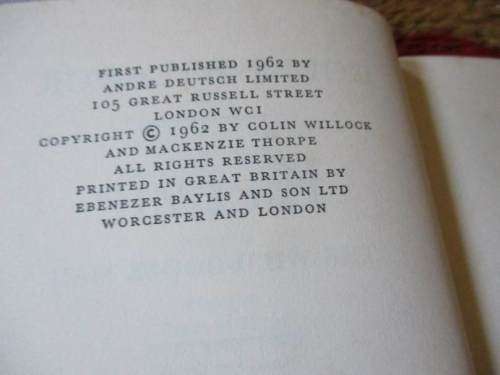 FIRST PUBLISHED 1962 BY
ANDRE DEUTSCH LIMITED
105 GREAT RUSSELL STREET
LONDON WC1
COPYRIGHT © 1962 BY COLIN WILLOCK
AND MACKENZIE THORPE
ALL RIGHTS RESERVED
PRINTED IN GREAT BRITAIN BY
EBENEZER BAYLIS AND SON LTD
WORCESTER AND LONDON